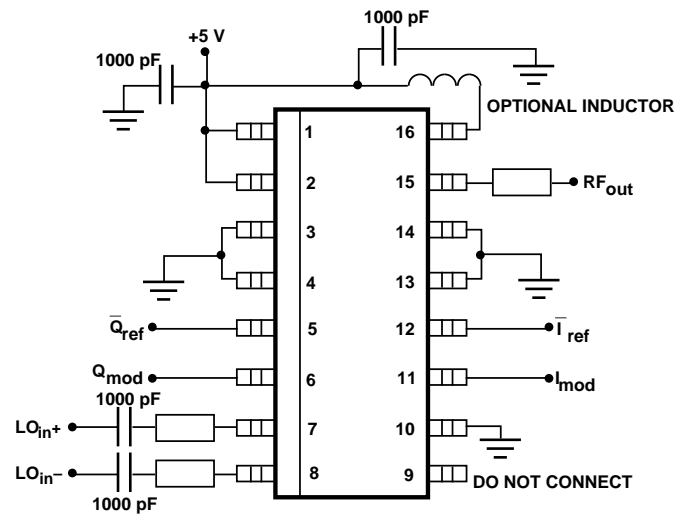 1000 pF
+5 V
1000 pF
OPTIONAL INDUCTOR
1 16
2 15 RFout
3 14
4 13
Q̅ref 5 12 I̅ref
Qmod 6 11 Imod
1000 pF
LOin+ 7 10
LOin− 8 9 DO NOT CONNECT
1000 pF